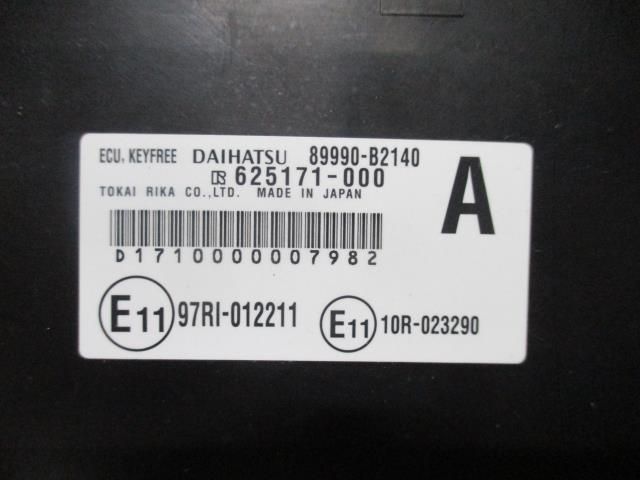 ECU, KEYFREE DAIHATSU 89990-B2140
625171-000
TOKAI RIKA CO.,LTD. MADE IN JAPAN
A
D1710000007982
E11 97RI-012211 E11 10R-023290